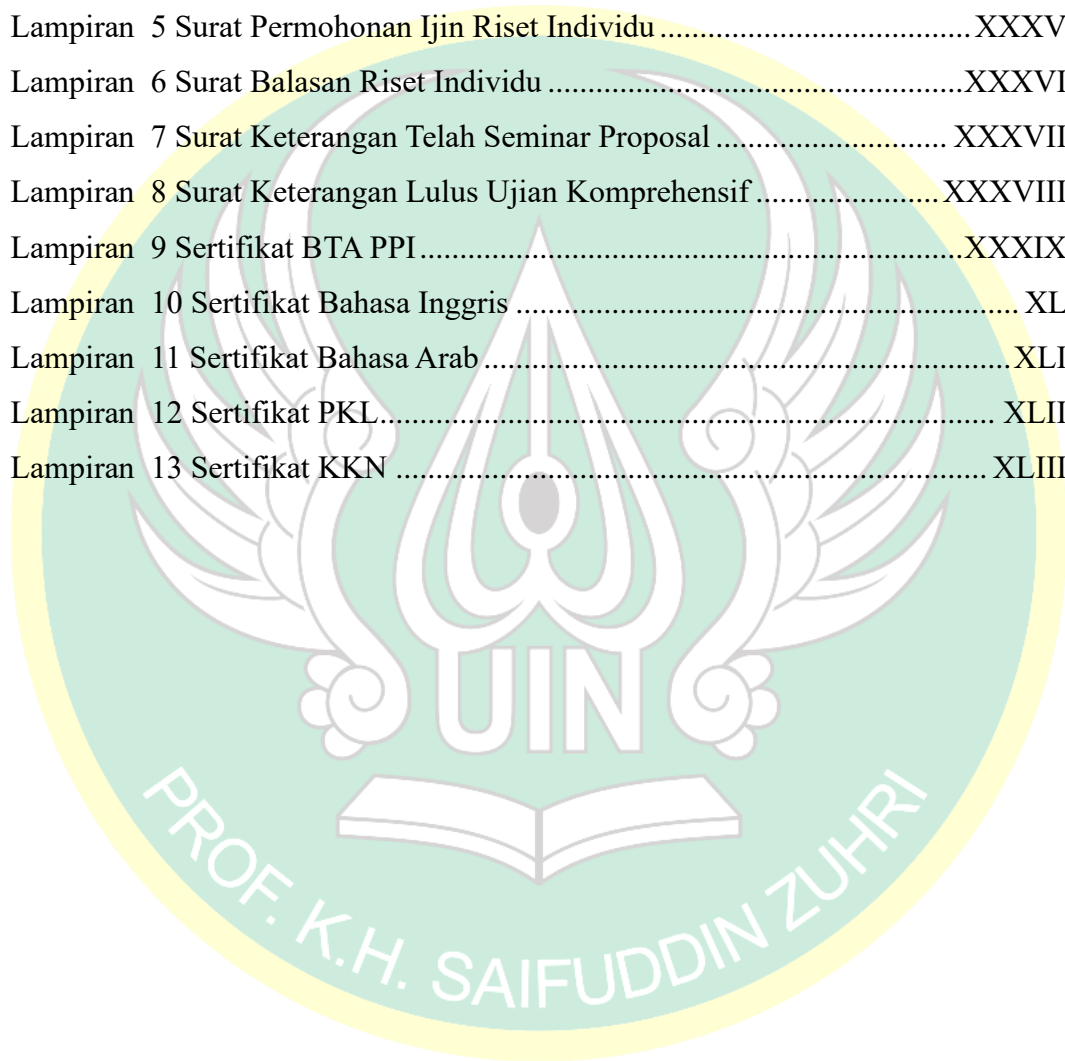 Lampiran  5 Surat Permohonan Ijin Riset Individu ..................................... XXXV
Lampiran  6 Surat Balasan Riset Individu .................................................. XXXVI
Lampiran  7 Surat Keterangan Telah Seminar Proposal ............................ XXXVII
Lampiran  8 Surat Keterangan Lulus Ujian Komprehensif ...................... XXXVIII
Lampiran  9 Sertifikat BTA PPI ................................................................. XXXIX
Lampiran  10 Sertifikat Bahasa Inggris ............................................................... XL
Lampiran  11 Sertifikat Bahasa Arab ............................................................... XLI
Lampiran  12 Sertifikat PKL .......................................................................... XLII
Lampiran  13 Sertifikat KKN ....................................................................... XLIII
UIN
PROF. K.H. SAIFUDDIN ZUHRI